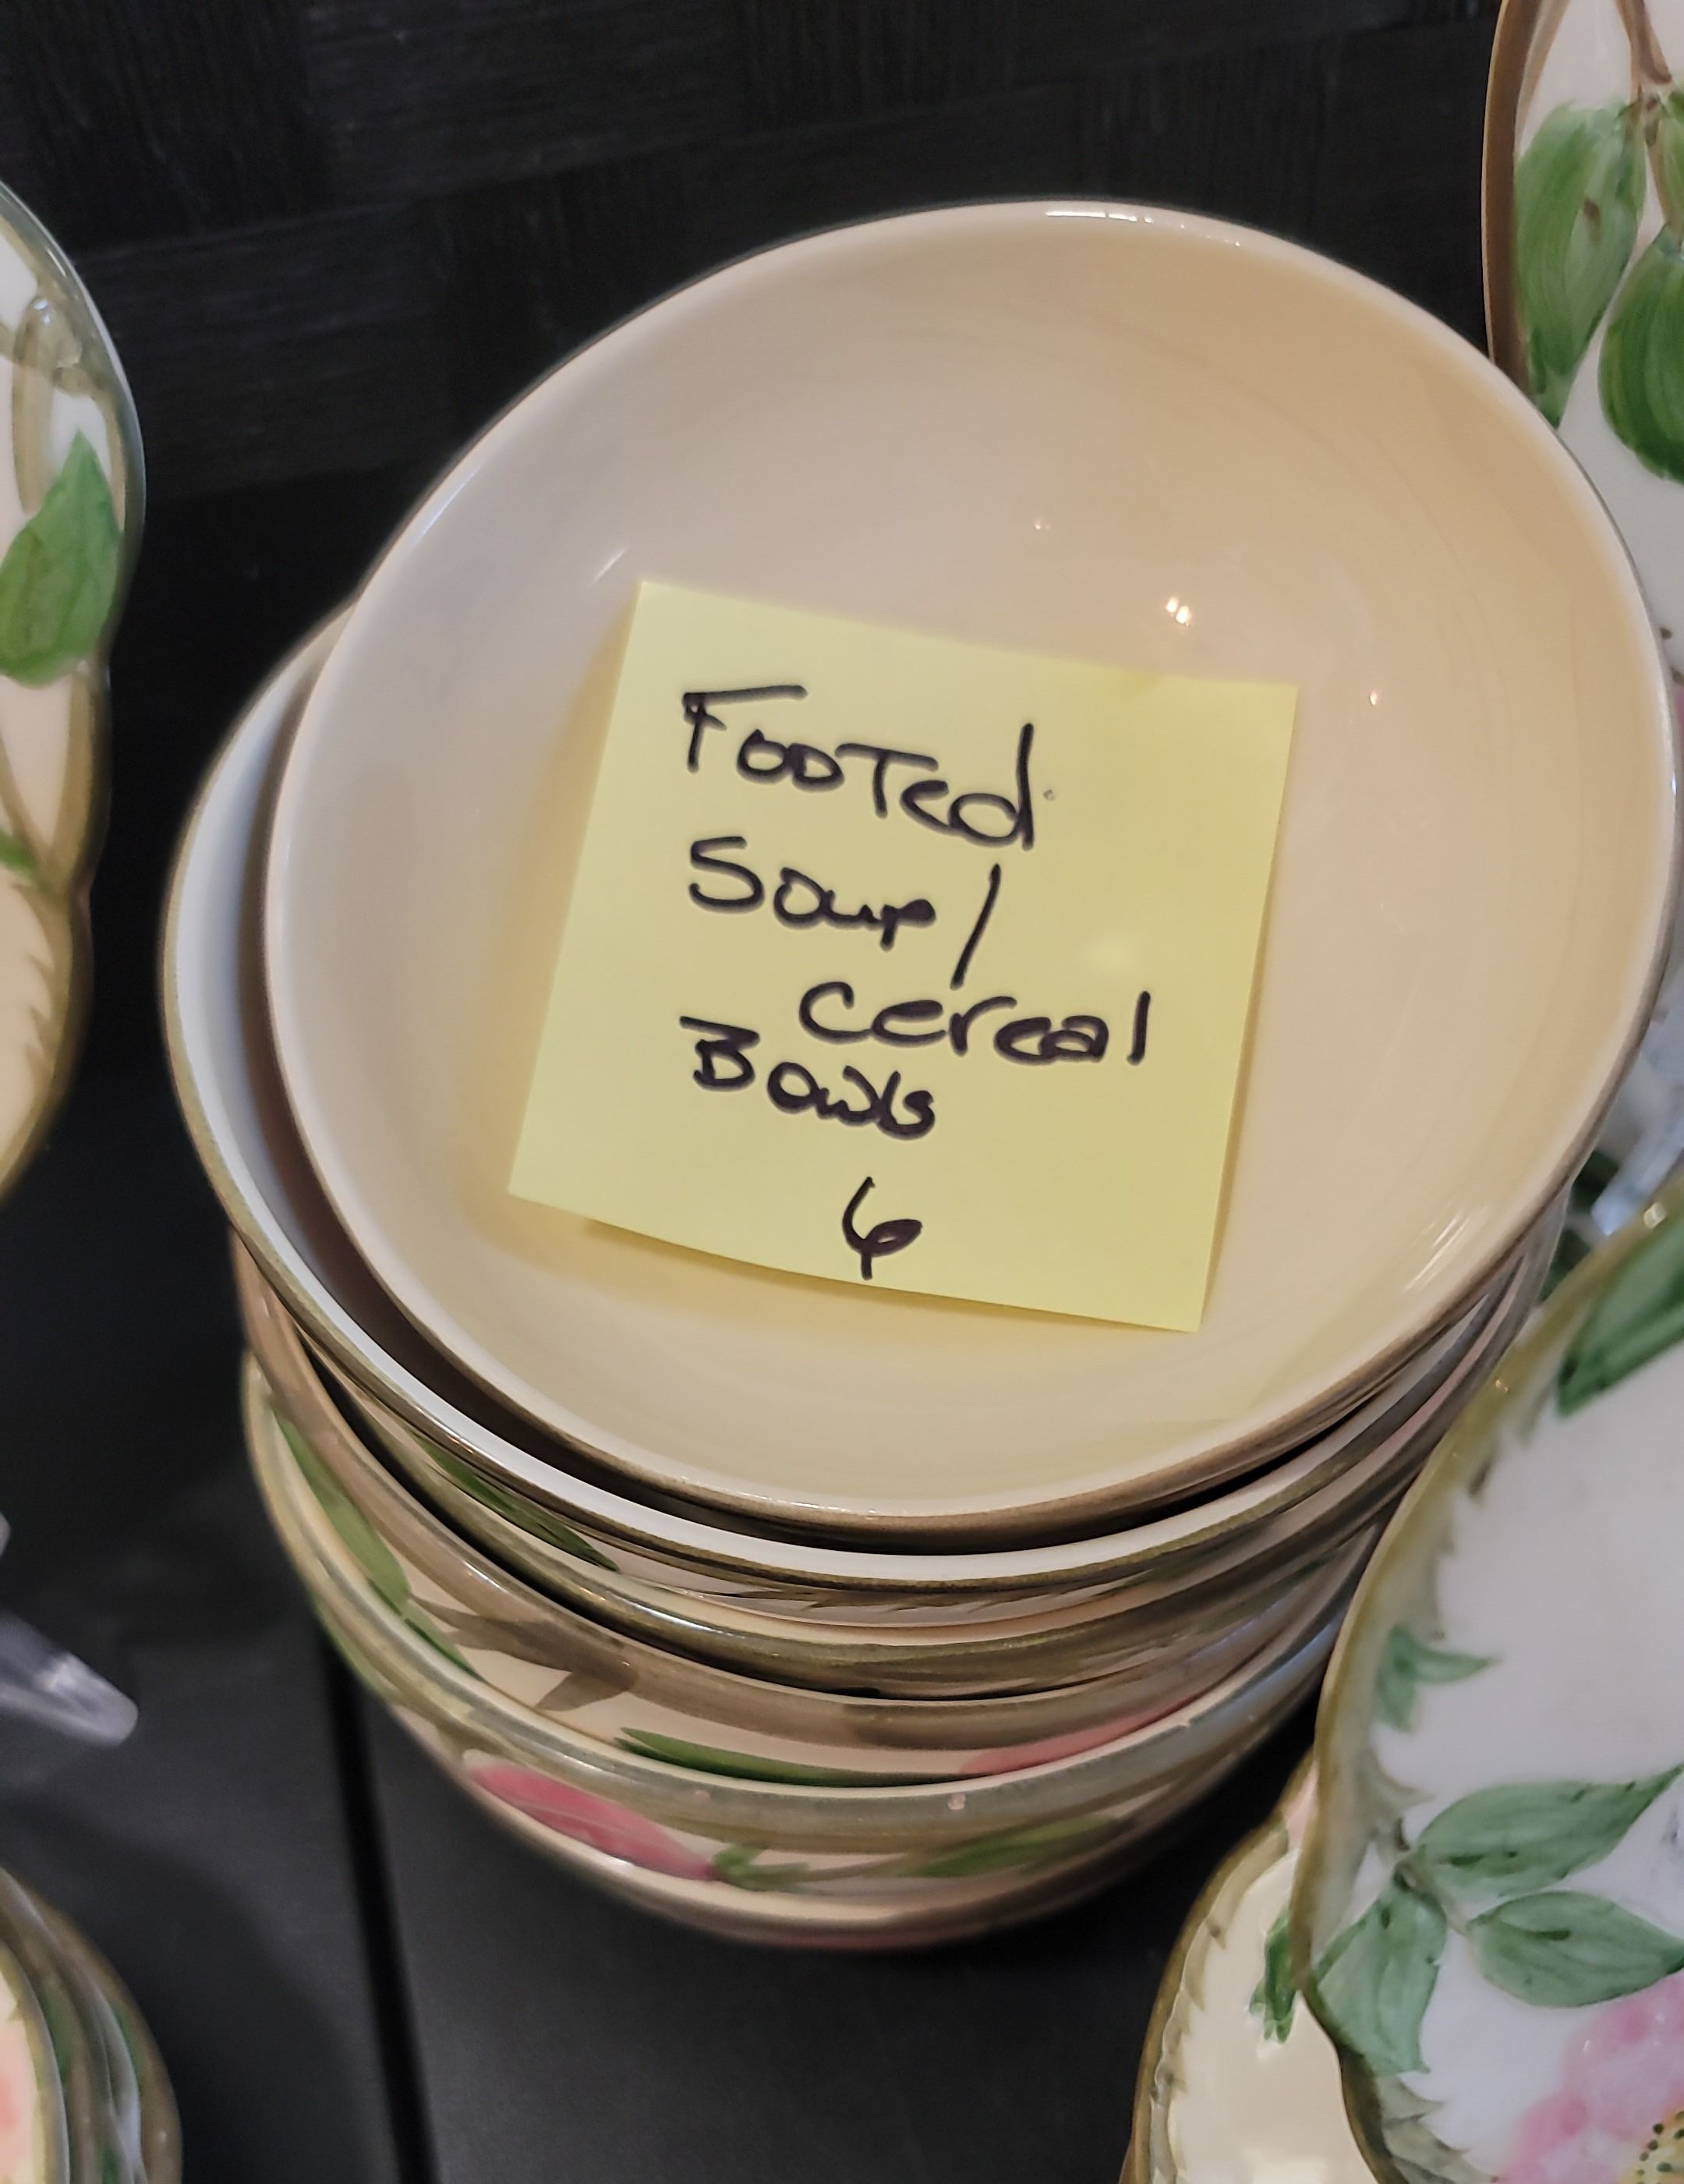 Footed
Soup/
cereal
Bowls
6